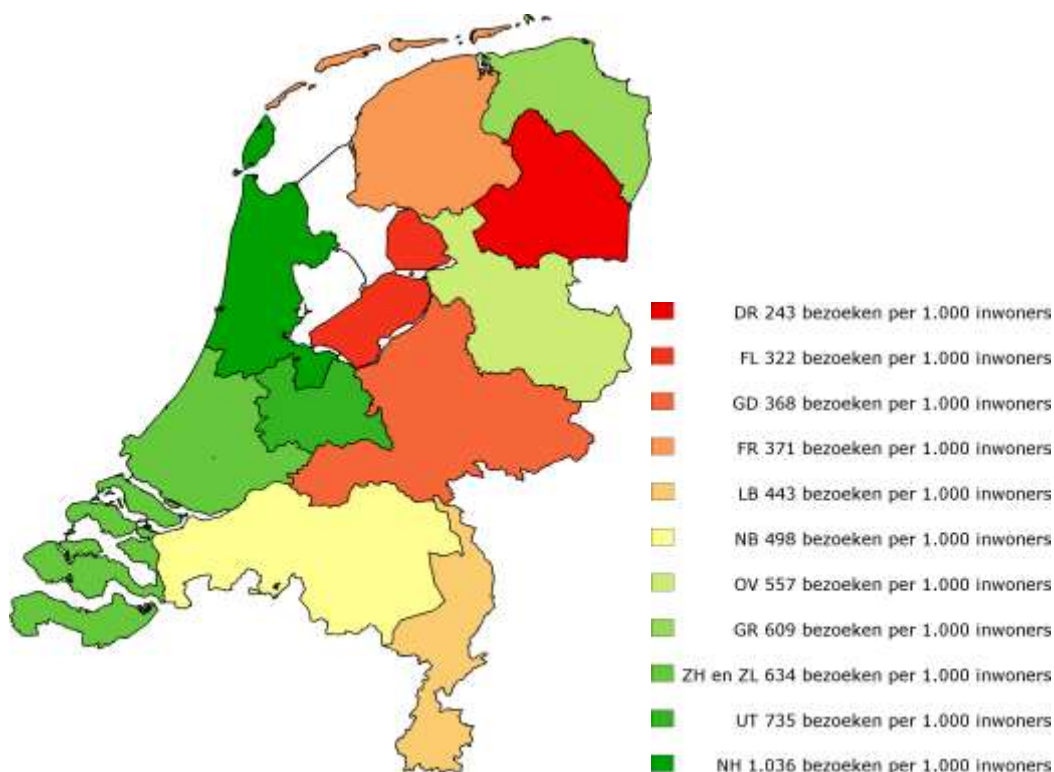 DR 243 bezoeken per 1.000 inwoners
FL 322 bezoeken per 1.000 inwoners
GD 368 bezoeken per 1.000 inwoners
FR 371 bezoeken per 1.000 inwoners
LB 443 bezoeken per 1.000 inwoners
NB 498 bezoeken per 1.000 inwoners
OV 557 bezoeken per 1.000 inwoners
GR 609 bezoeken per 1.000 inwoners
ZH en ZL 634 bezoeken per 1.000 inwoners
UT 735 bezoeken per 1.000 inwoners
NH 1.036 bezoeken per 1.000 inwoners